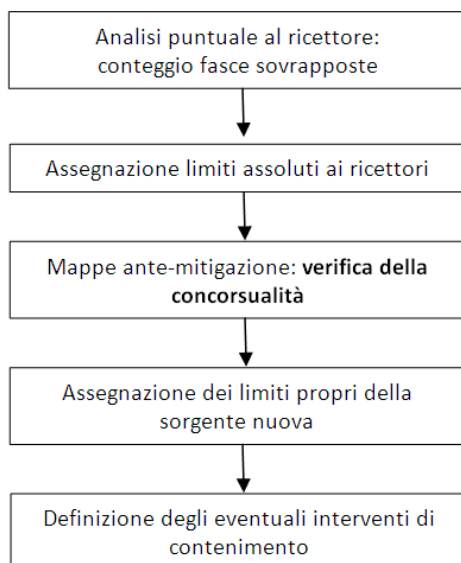 Analisi puntuale al ricettore:
conteggio fasce sovrapposte
Assegnazione limiti assoluti ai ricettori
Mappe ante-mitigazione: verifica della
concorsualità
Assegnazione dei limiti propri della
sorgente nuova
Definizione degli eventuali interventi di
contenimento